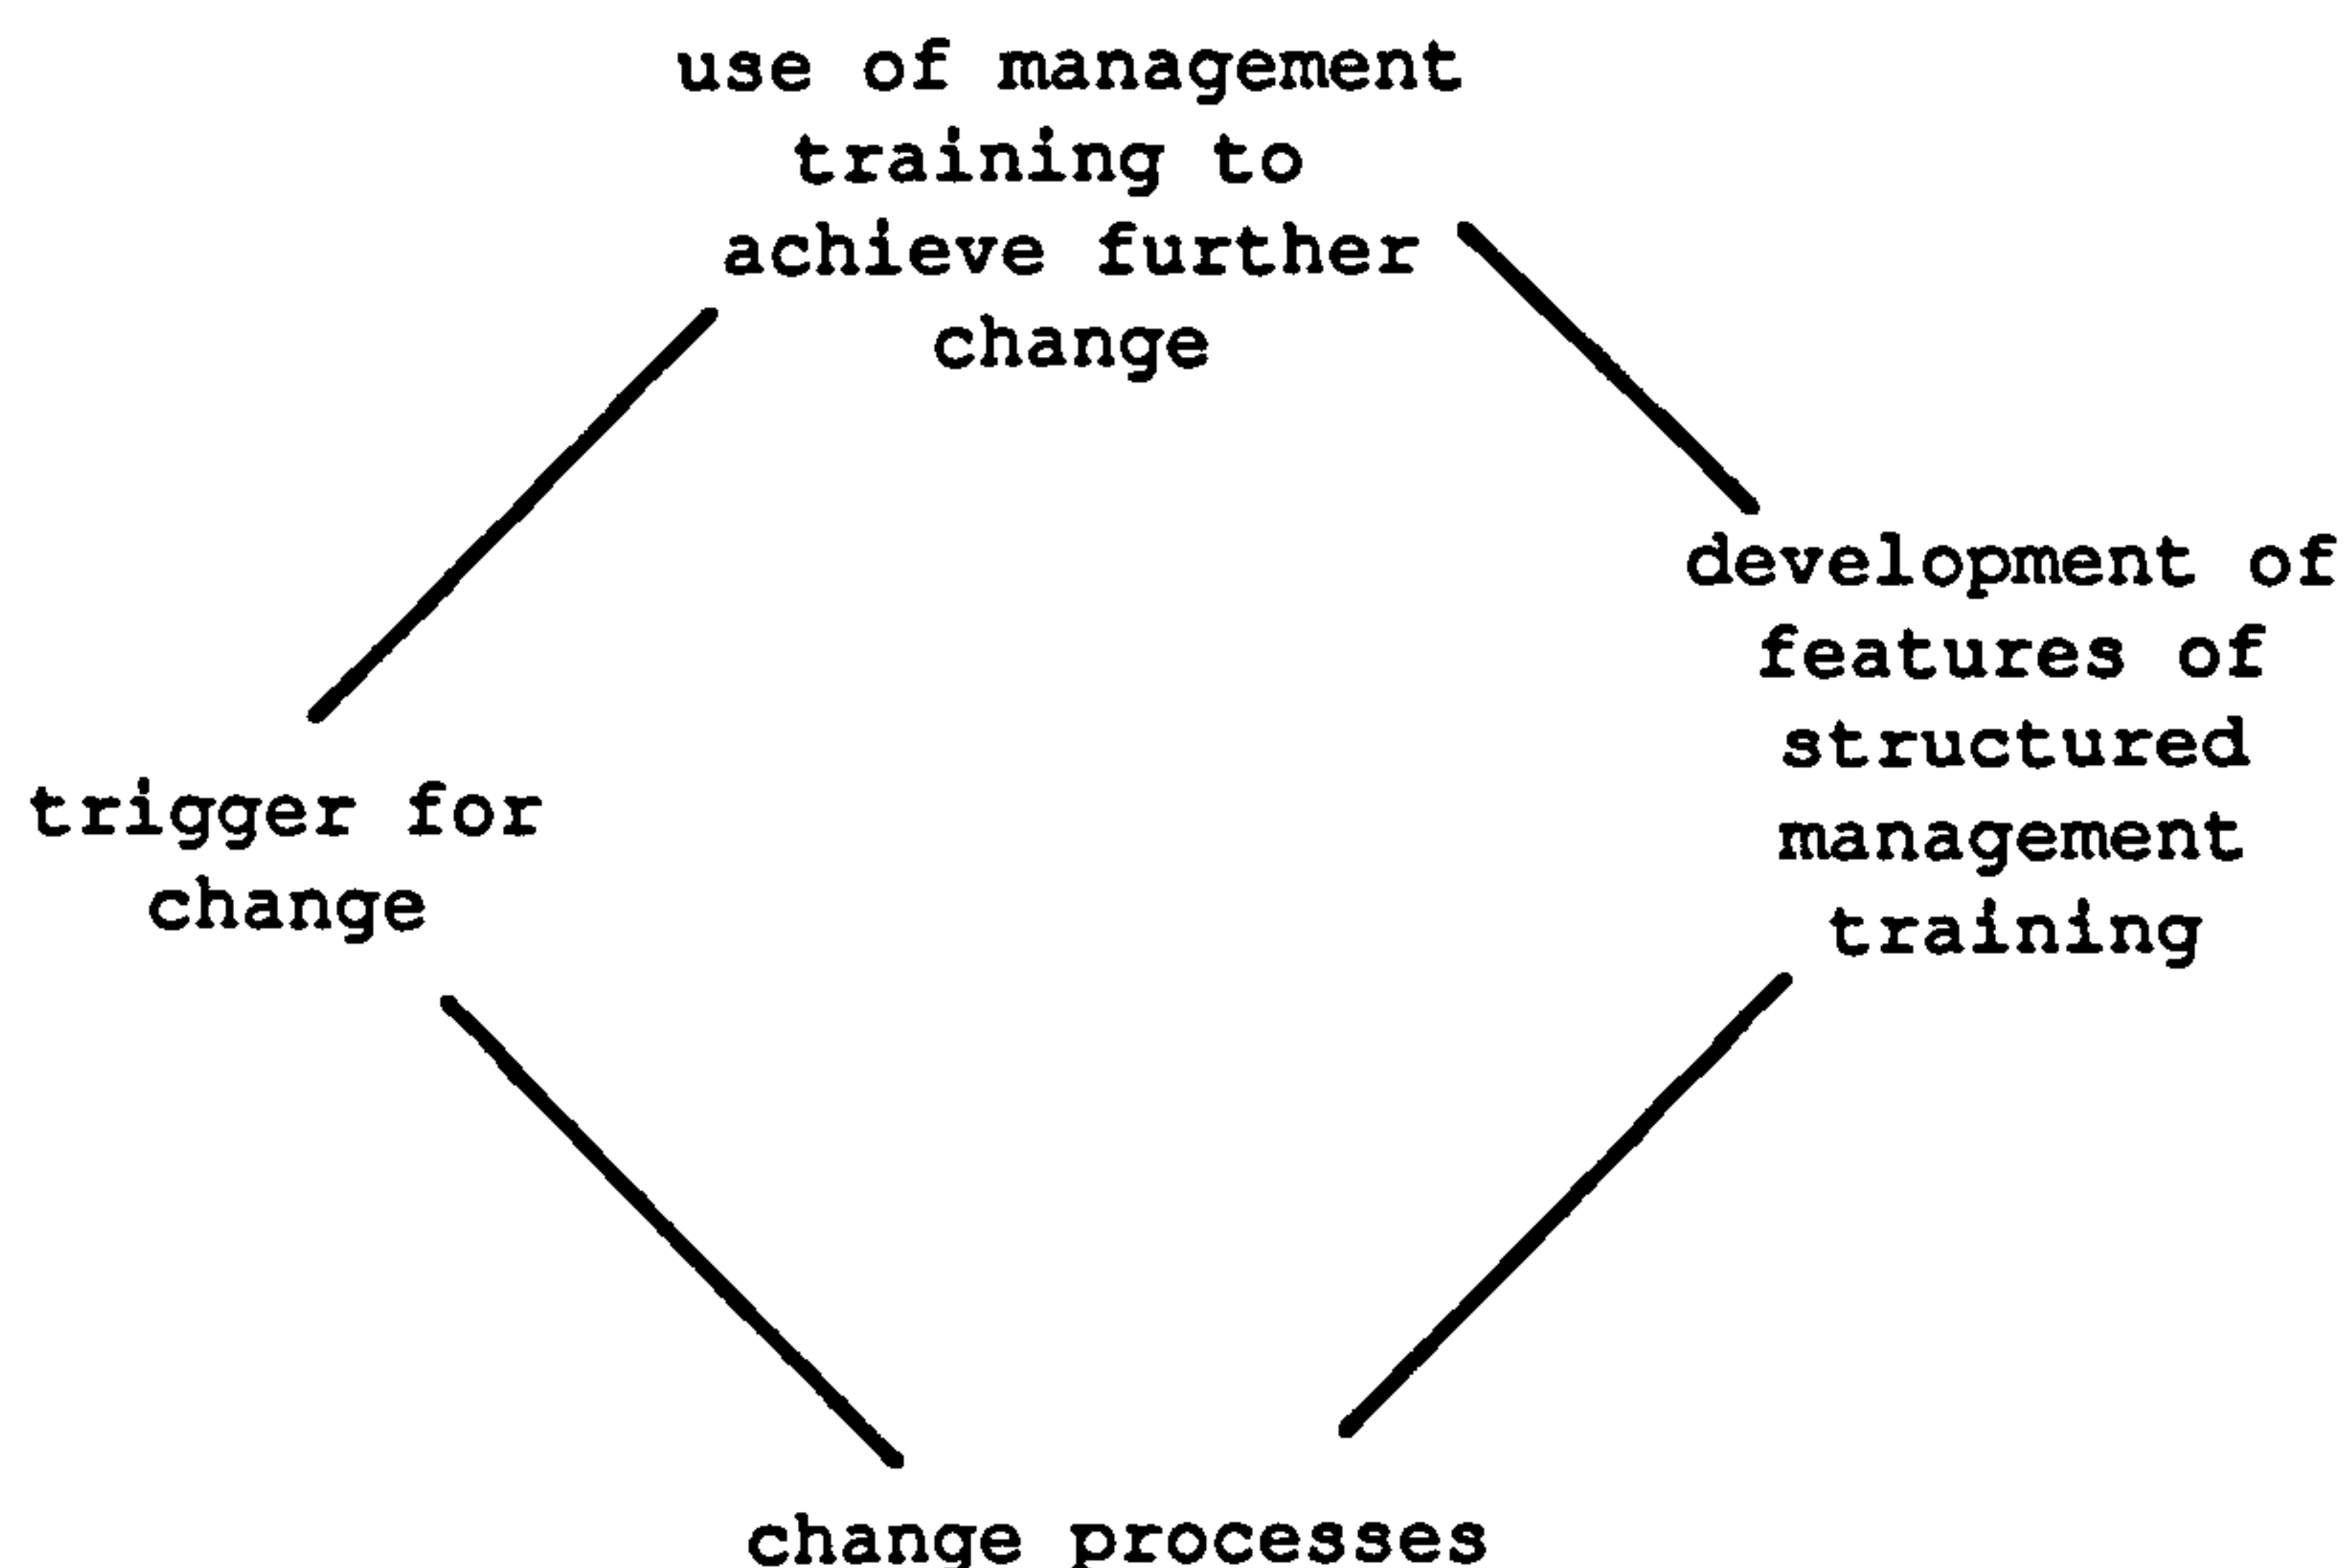 use of management
training to
achieve further
change
development of
features of
structured
management
training
trigger for
change
change processes